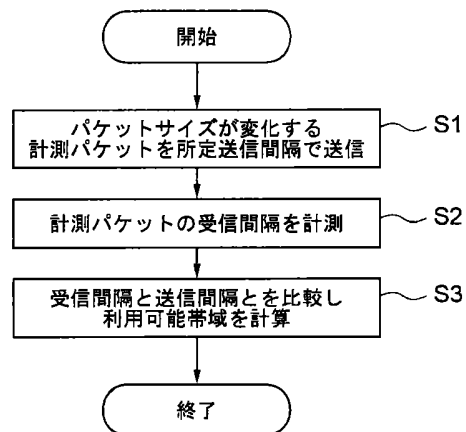 開始
パケットサイズが変化する
計測パケットを所定送信間隔で送信
S1
計測パケットの受信間隔を計測
S2
受信間隔と送信間隔とを比較し
利用可能帯域を計算
S3
終了